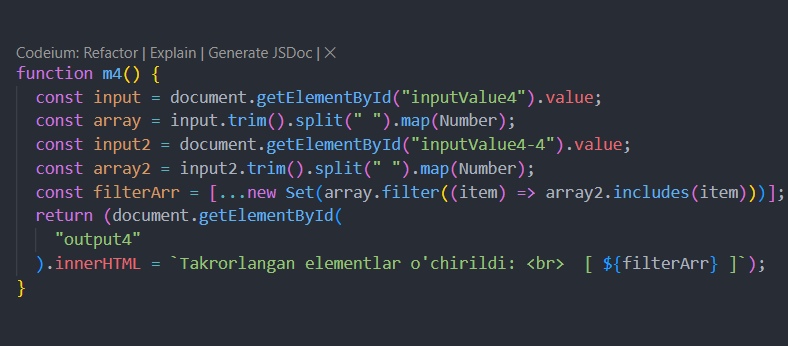 Codeium: Refactor | Explain | Generate JSDoc | ×
function m4() {
  const input = document.getElementById("inputValue4").value;
  const array = input.trim().split(" ").map(Number);
  const input2 = document.getElementById("inputValue4-4").value;
  const array2 = input2.trim().split(" ").map(Number);
  const filterArr = [...new Set(array.filter((item) => array2.includes(item)))];
  return (document.getElementById(
    "output4"
  ).innerHTML = `Takrorlangan elementlar o'chirildi: <br>  [ ${filterArr} ]`);
}